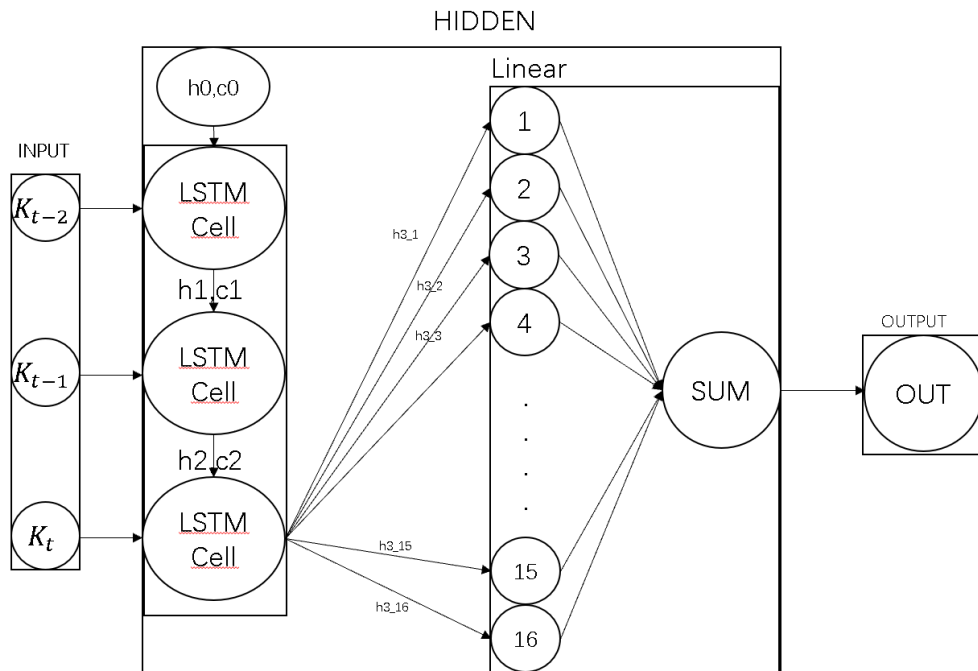 HIDDEN
h0,c0
Linear
INPUT
K_{t-2}
LSTM
Cell
h1,c1
K_{t-1}
LSTM
Cell
h2,c2
K_t
LSTM
Cell
h3_1
h3_2
h3_3
h3_15
h3_16
1
2
3
4
.
.
.
.
15
16
SUM
OUTPUT
OUT